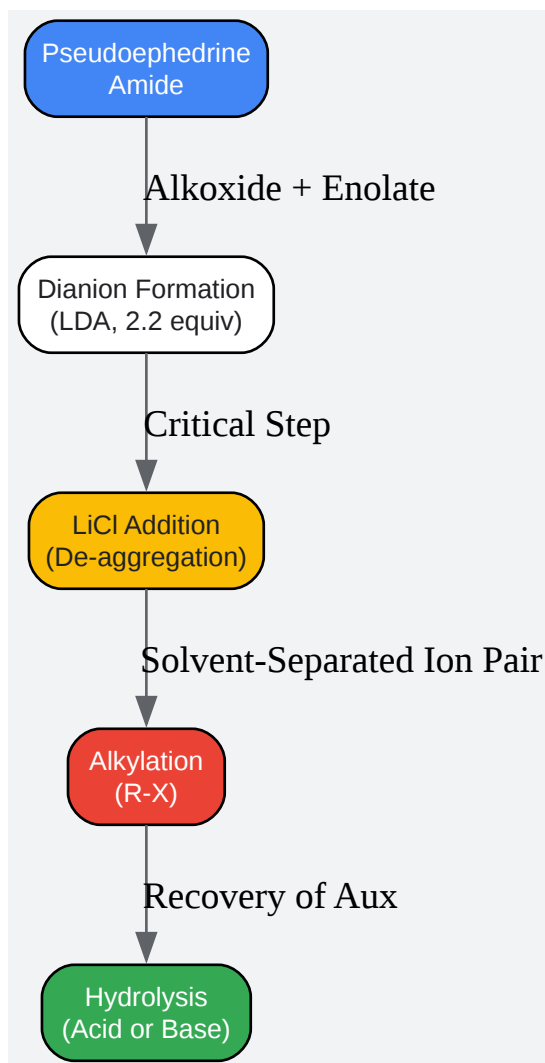 Pseudoephedrine
Amide
Alkoxide + Enolate
Dianion Formation
(LDA, 2.2 equiv)
Critical Step
LiCl Addition
(De-aggregation)
Solvent-Separated Ion Pair
Alkylation
(R-X)
Recovery of Aux
Hydrolysis
(Acid or Base)